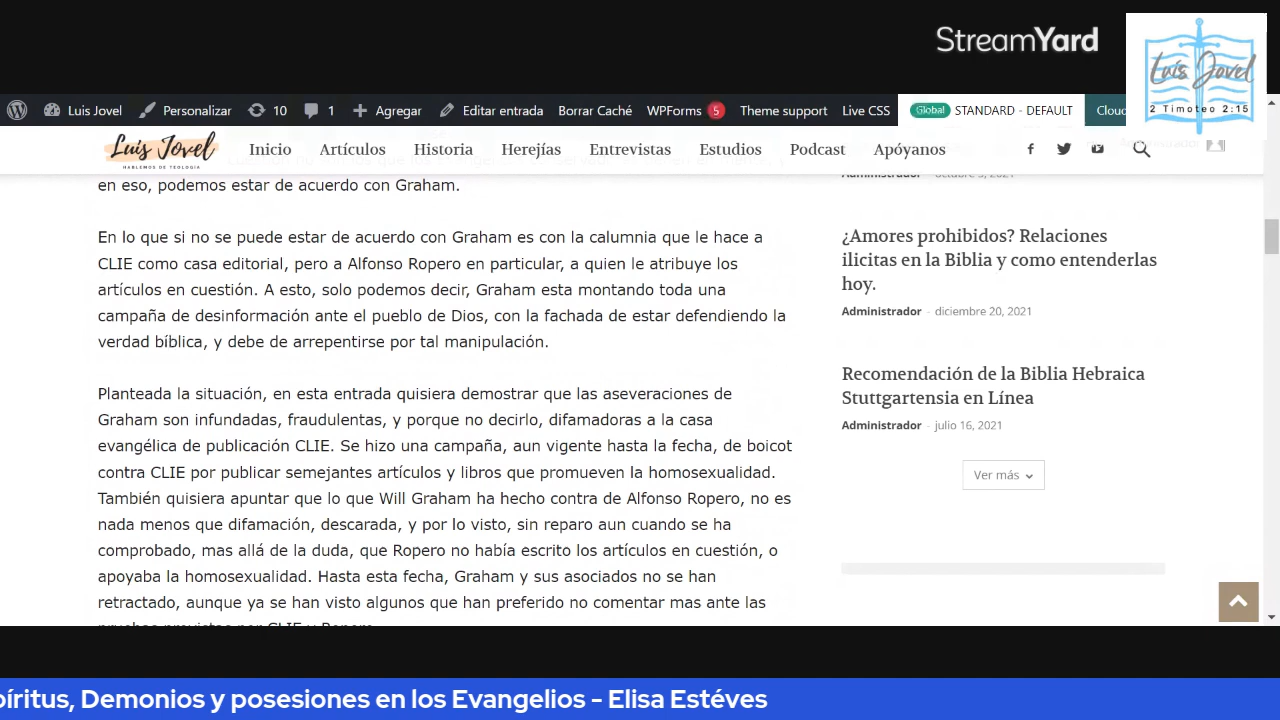 StreamYard
Luis Jovel
2 Timoteo 2:15
Luis Jovel Personalizar 10 1 Agregar Editar entrada Borrar Caché WPForms 5 Theme support Live CSS Global STANDARD - DEFAULT
Luis Jovel
HABLEMOS DE TEOLOGÍA
Inicio Artículos Historia Herejías Entrevistas Estudios Podcast Apóyanos
en eso, podemos estar de acuerdo con Graham.
En lo que si no se puede estar de acuerdo con Graham es con la calumnia que le hace a
CLIE como casa editorial, pero a Alfonso Ropero en particular, a quien le atribuye los
artículos en cuestión. A esto, solo podemos decir, Graham esta montando toda una
campaña de desinformación ante el pueblo de Dios, con la fachada de estar defendiendo la
verdad bíblica, y debe de arrepentirse por tal manipulación.
Planteada la situación, en esta entrada quisiera demostrar que las aseveraciones de
Graham son infundadas, fraudulentas, y porque no decirlo, difamadoras a la casa
evangélica de publicación CLIE. Se hizo una campaña, aun vigente hasta la fecha, de boicot
contra CLIE por publicar semejantes artículos y libros que promueven la homosexualidad.
También quisiera apuntar que lo que Will Graham ha hecho contra de Alfonso Ropero, no es
nada menos que difamación, descarada, y por lo visto, sin reparo aun cuando se ha
comprobado, mas allá de la duda, que Ropero no había escrito los artículos en cuestión, o
apoyaba la homosexualidad. Hasta esta fecha, Graham y sus asociados no se han
retractado, aunque ya se han visto algunos que han preferido no comentar mas ante las
¿Amores prohibidos? Relaciones
ilicitas en la Biblia y como entenderlas
hoy.
Administrador - diciembre 20, 2021
Recomendación de la Biblia Hebraica
Stuttgartensia en Línea
Administrador - julio 16, 2021
Ver más
píritus, Demonios y posesiones en los Evangelios - Elisa Estéves